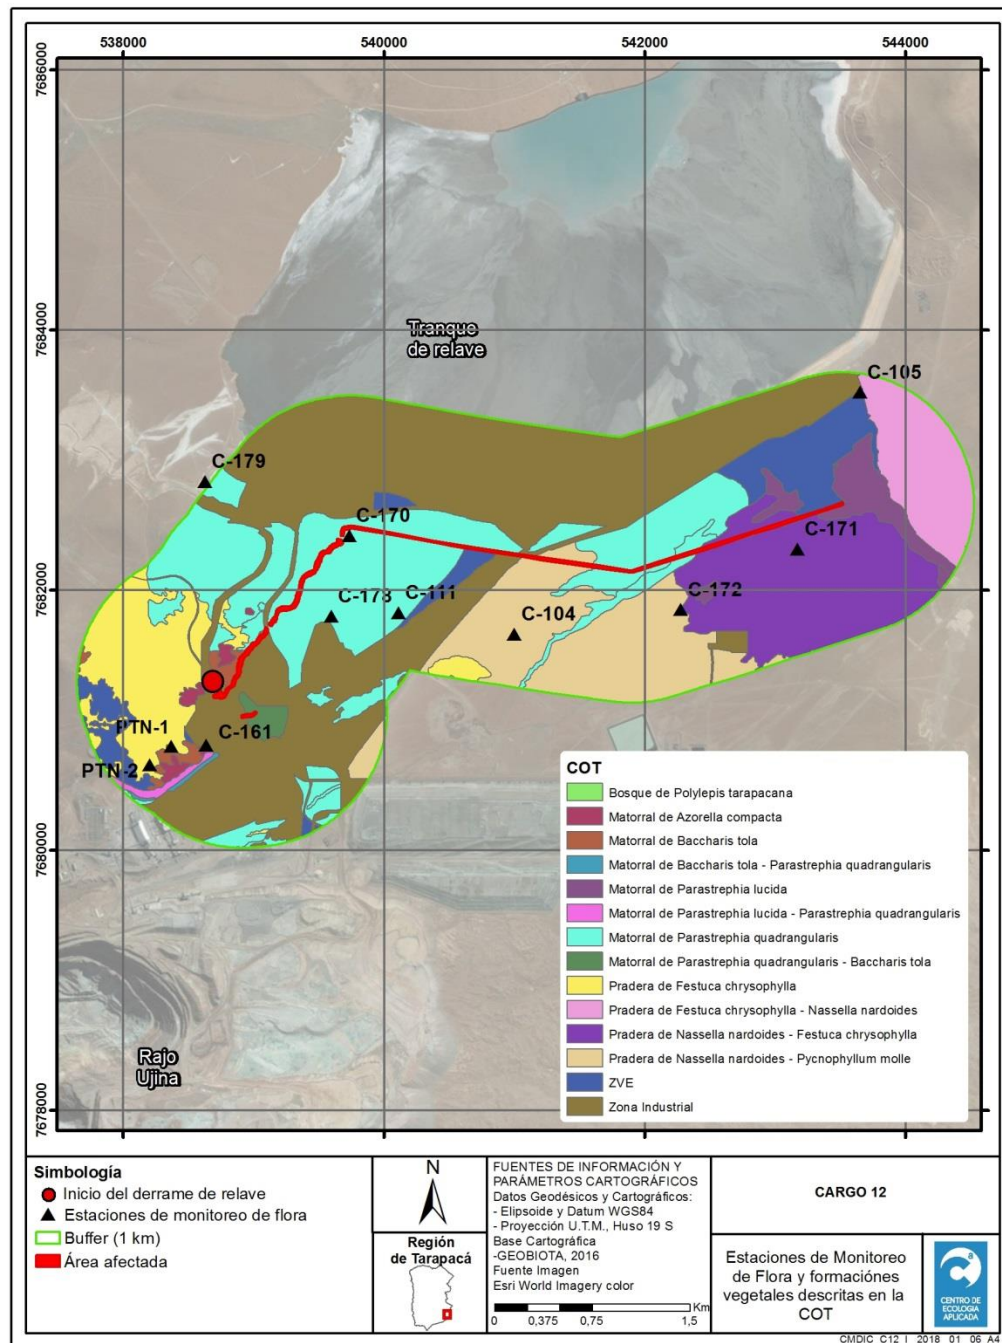 538000
540000
542000
544000
7686000
7684000
7682000
7680000
7678000
Tranque
de relave
C-105
C-179
C-170
C-171
C-178
C-111
C-172
C-104
PTN-1
C-161
PTN-2
Rajo
Ujina
COT
Bosque de Polylepis tarapacana
Matorral de Azorella compacta
Matorral de Baccharis tola
Matorral de Baccharis tola - Parastrephia quadrangularis
Matorral de Parastrephia lucida
Matorral de Parastrephia lucida - Parastrephia quadrangularis
Matorral de Parastrephia quadrangularis
Matorral de Parastrephia quadrangularis - Baccharis tola
Pradera de Festuca chrysophylla
Pradera de Festuca chrysophylla - Nassella nardoides
Pradera de Nassella nardoides - Festuca chrysophylla
Pradera de Nassella nardoides - Pycnophyllum molle
ZVE
Zona Industrial
Simbología
Inicio del derrame de relave
Estaciones de monitoreo de flora
Buffer (1 km)
Área afectada
N
Región
de Tarapacá
FUENTES DE INFORMACIÓN Y
PARÁMETROS CARTOGRÁFICOS
Datos Geodésicos y Cartográficos:
- Elipsoide y Datum WGS84
- Proyección U.T.M., Huso 19 S
Base Cartográfica
-GEOBIOTA, 2016
Fuente Imagen
Esri World Imagery color
Km
0 0,375 0,75 1,5
CARGO 12
Estaciones de Monitoreo
de Flora y formaciónes
vegetales descritas en la
COT
a
CENTRO DE
ECOLOGÍA
APLICADA
CMDIC_C12_I_2018_01_06_A4